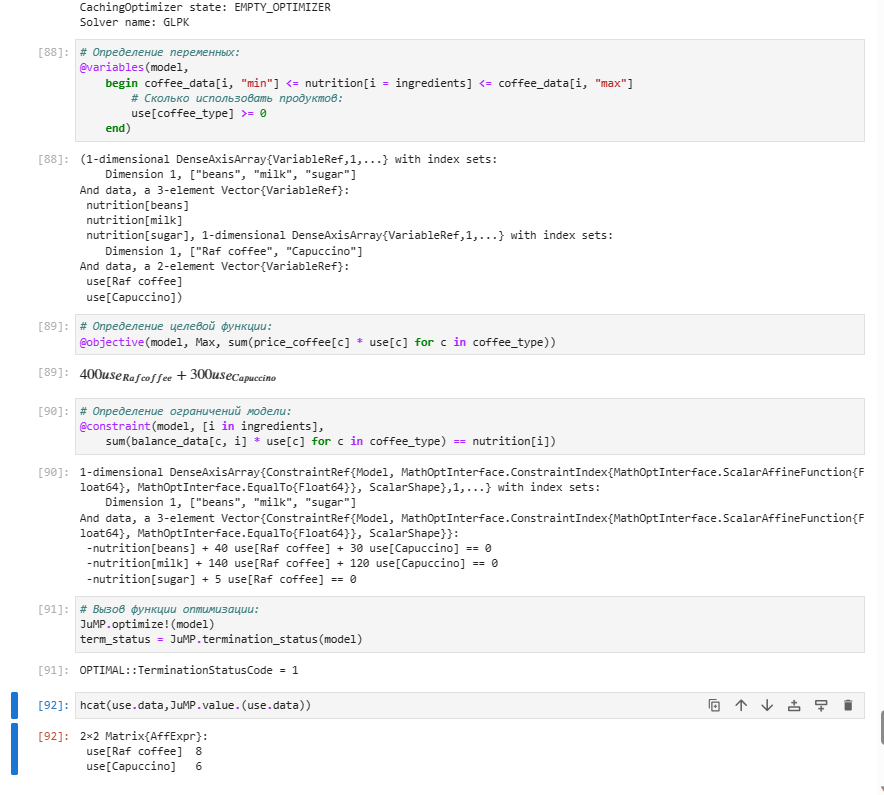 CachingOptimizer state: EMPTY_OPTIMIZER
Solver name: GLPK
[88]: # Определение переменных:
@variables(model,
    begin coffee_data[i, "min"] <= nutrition[i = ingredients] <= coffee_data[i, "max"]
        # Сколько использовать продуктов:
        use[coffee_type] >= 0
    end)
[88]: (1-dimensional DenseAxisArray{VariableRef,1,...} with index sets:
    Dimension 1, ["beans", "milk", "sugar"]
And data, a 3-element Vector{VariableRef}:
 nutrition[beans]
 nutrition[milk]
 nutrition[sugar], 1-dimensional DenseAxisArray{VariableRef,1,...} with index sets:
    Dimension 1, ["Raf coffee", "Capuccino"]
And data, a 2-element Vector{VariableRef}:
 use[Raf coffee]
 use[Capuccino])
[89]: # Определение целевой функции:
@objective(model, Max, sum(price_coffee[c] * use[c] for c in coffee_type))
[89]: 400use_{Rafcoffee} + 300use_{Capuccino}
[90]: # Определение ограничений модели:
@constraint(model, [i in ingredients],
    sum(balance_data[c, i] * use[c] for c in coffee_type) == nutrition[i])
[90]: 1-dimensional DenseAxisArray{ConstraintRef{Model, MathOptInterface.ConstraintIndex{MathOptInterface.ScalarAffineFunction{F
loat64}, MathOptInterface.EqualTo{Float64}}, ScalarShape},1,...} with index sets:
    Dimension 1, ["beans", "milk", "sugar"]
And data, a 3-element Vector{ConstraintRef{Model, MathOptInterface.ConstraintIndex{MathOptInterface.ScalarAffineFunction{F
loat64}, MathOptInterface.EqualTo{Float64}}, ScalarShape}}:
 -nutrition[beans] + 40 use[Raf coffee] + 30 use[Capuccino] == 0
 -nutrition[milk] + 140 use[Raf coffee] + 120 use[Capuccino] == 0
 -nutrition[sugar] + 5 use[Raf coffee] == 0
[91]: # Вызов функции оптимизации:
JuMP.optimize!(model)
term_status = JuMP.termination_status(model)
[91]: OPTIMAL::TerminationStatusCode = 1
[92]: hcat(use.data,JuMP.value.(use.data))
[92]: 2×2 Matrix{AffExpr}:
 use[Raf coffee]  8
 use[Capuccino]   6